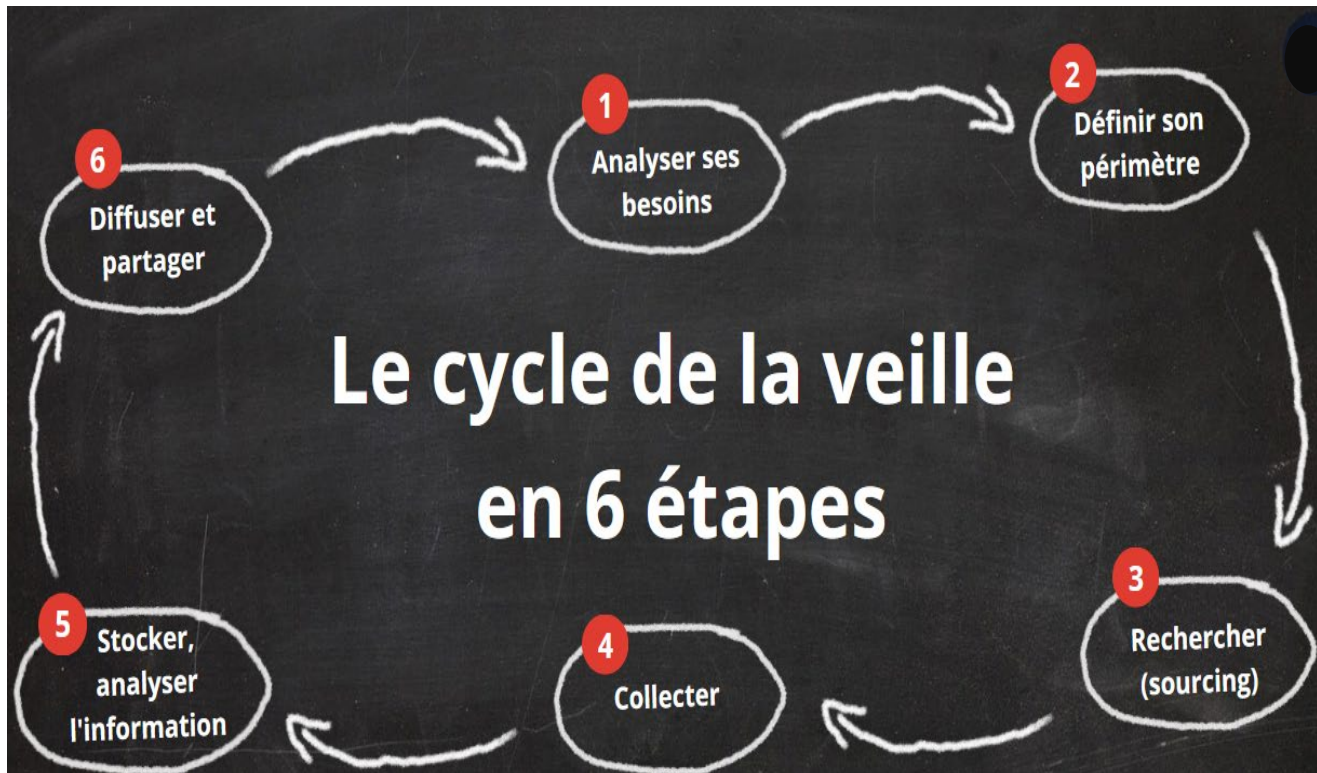 1
Analyser ses
besoins
2
Définir son
périmètre
6
Diffuser et
partager
Le cycle de la veille
en 6 étapes
3
Rechercher
(sourcing)
4
Collecter
5
Stocker,
analyser
l'information